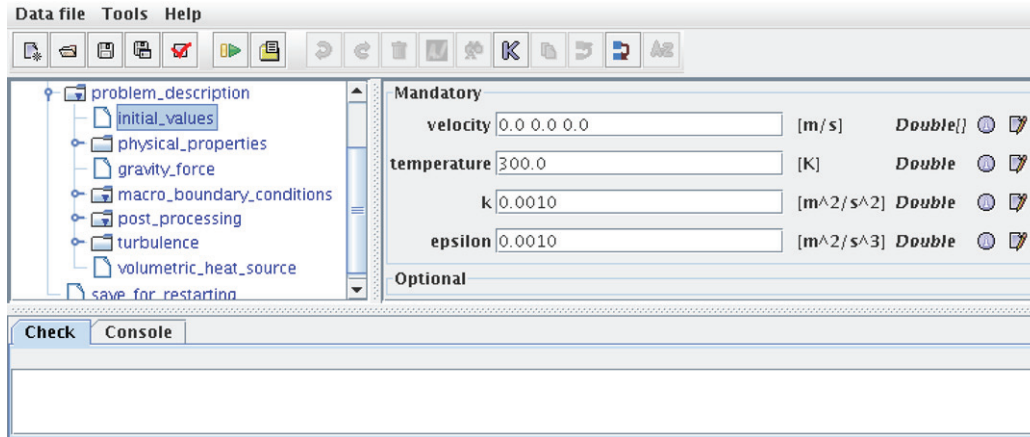 Data file Tools Help
problem_description
initial_values
physical_properties
gravity_force
macro_boundary_conditions
post_processing
turbulence
volumetric_heat_source
save_for_restarting
Mandatory
velocity 0.0 0.0 0.0 [m/s] Double[]
temperature 300.0 [K] Double
k 0.0010 [m^2/s^2] Double
epsilon 0.0010 [m^2/s^3] Double
Optional
Check Console